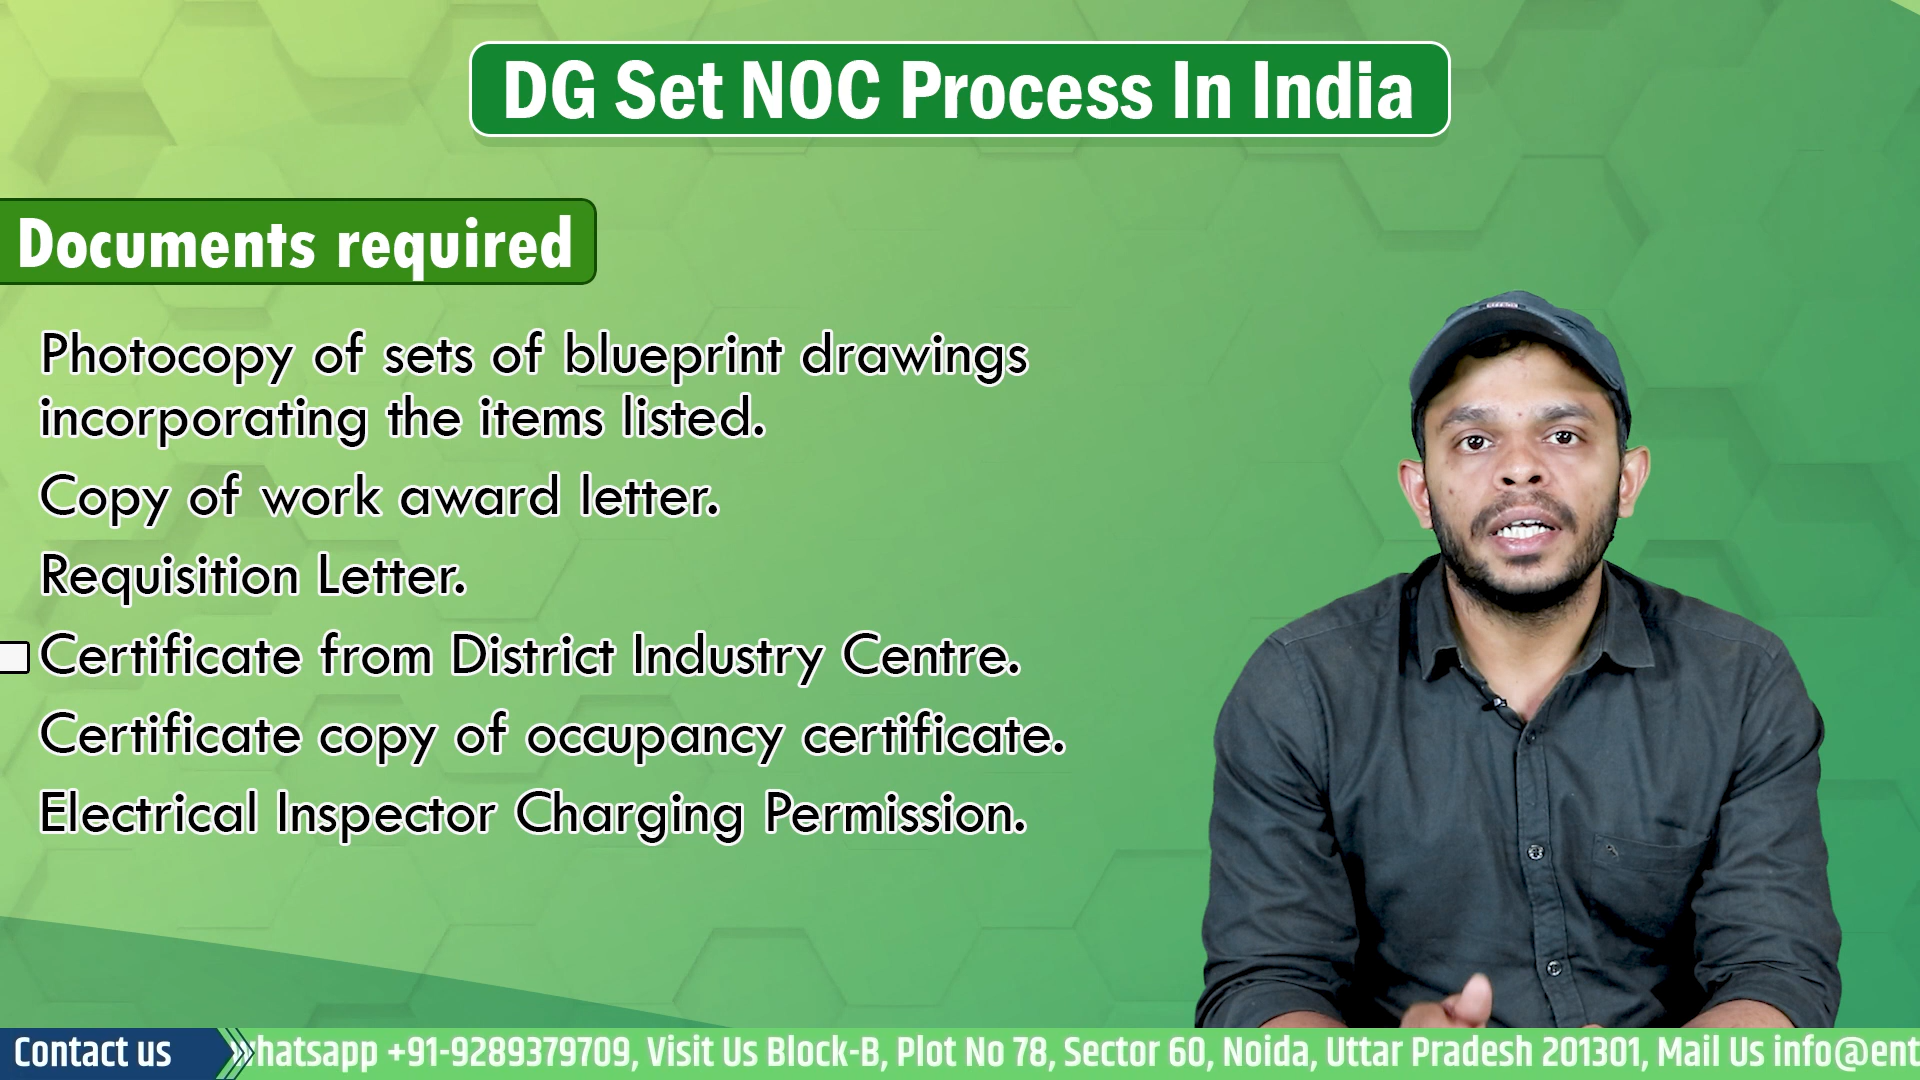 DG Set NOC Process In India
Documents required
Photocopy of sets of blueprint drawings
incorporating the items listed.
Copy of work award letter.
Requisition Letter.
Certificate from District Industry Centre.
Certificate copy of occupancy certificate.
Electrical Inspector Charging Permission.
Contact us
Whatsapp +91-9289379709, Visit Us Block-B, Plot No 78, Sector 60, Noida, Uttar Pradesh 201301, Mail Us info@ent